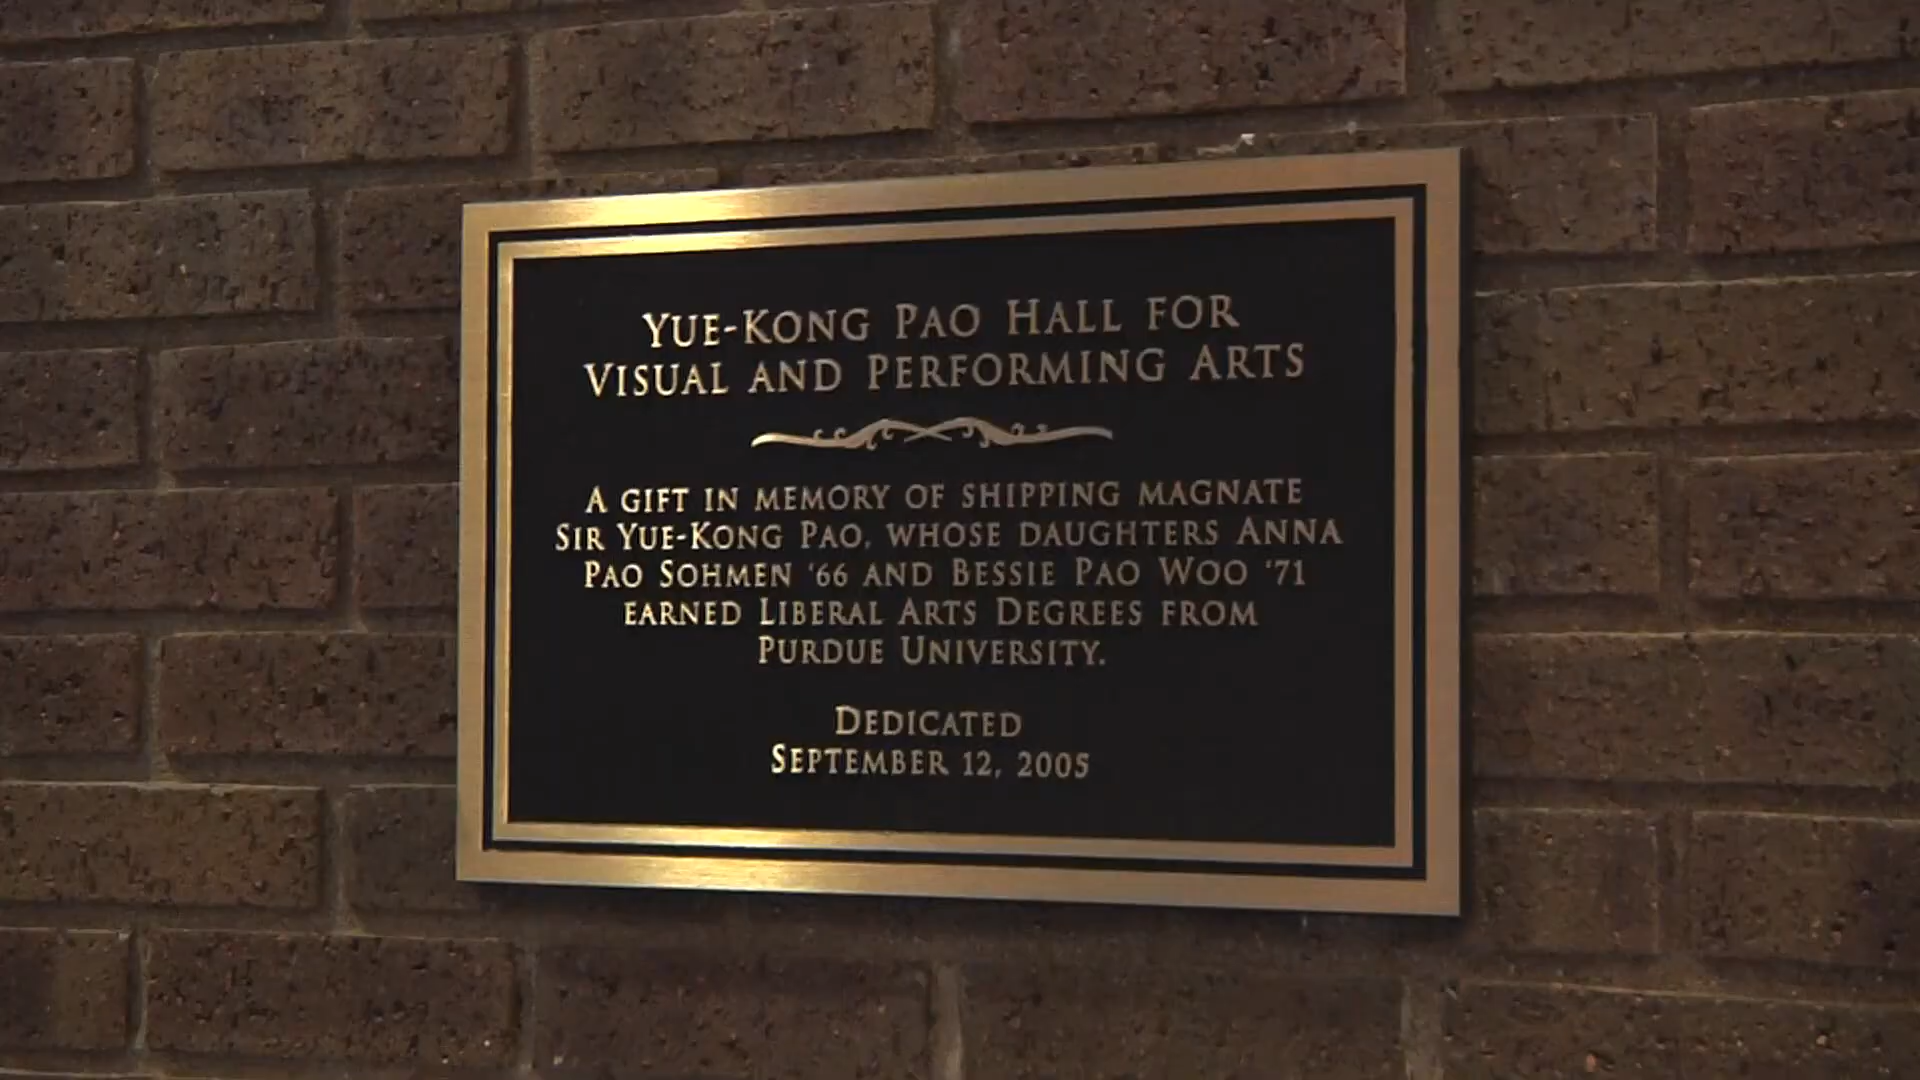 YUE-KONG PAO HALL FOR
VISUAL AND PERFORMING ARTS
A GIFT IN MEMORY OF SHIPPING MAGNATE
SIR YUE-KONG PAO, WHOSE DAUGHTERS ANNA
PAO SOHMEN '66 AND BESSIE PAO WOO '71
EARNED LIBERAL ARTS DEGREES FROM
PURDUE UNIVERSITY.
DEDICATED
SEPTEMBER 12, 2005